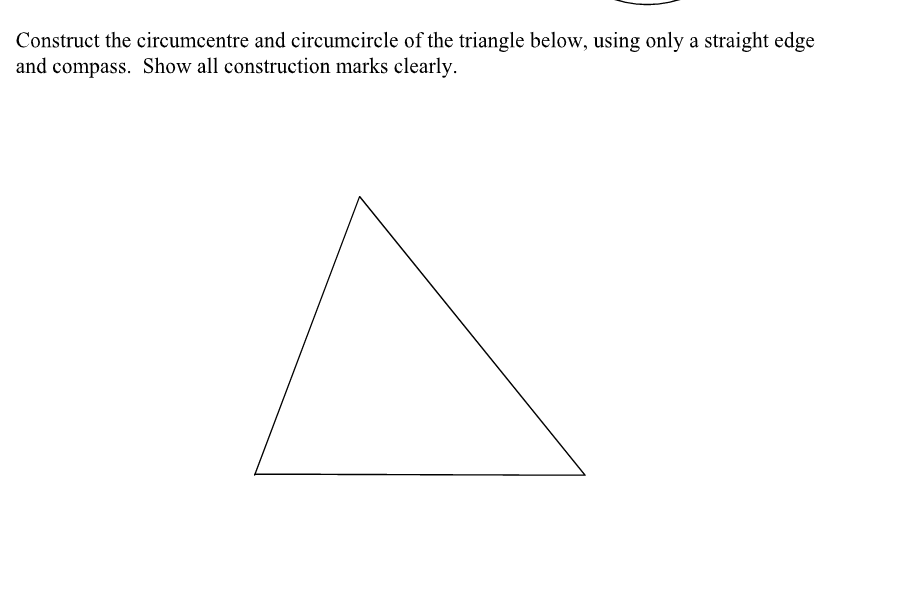 Construct the circumcentre and circumcircle of the triangle below, using only a straight edge
and compass.  Show all construction marks clearly.